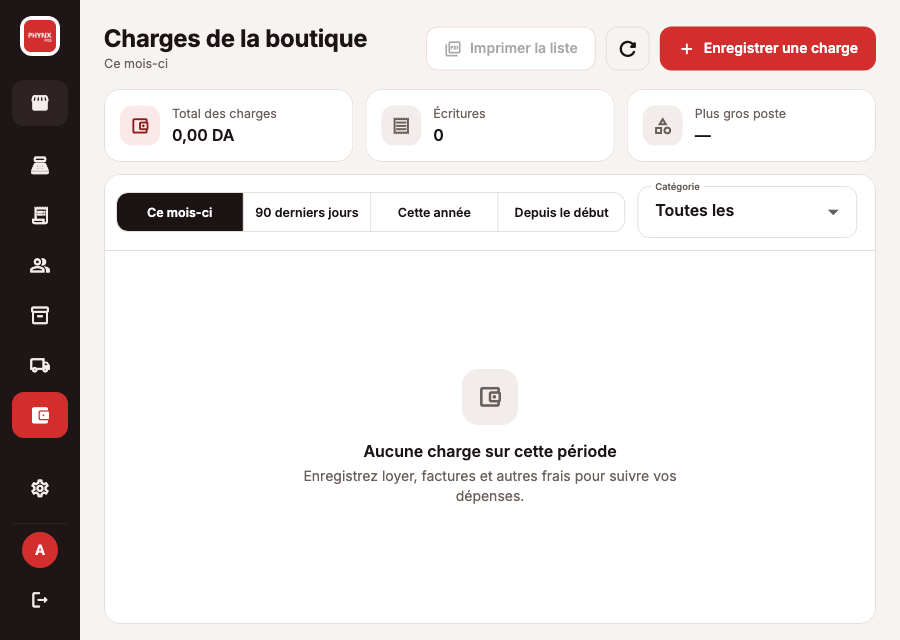 PHYNX
Charges de la boutique
Ce mois-ci
Imprimer la liste
Enregistrer une charge
Total des charges
0,00 DA
Écritures
0
Plus gros poste
—
Ce mois-ci
90 derniers jours
Cette année
Depuis le début
Catégorie
Toutes les
Aucune charge sur cette période
Enregistrez loyer, factures et autres frais pour suivre vos
dépenses.
A